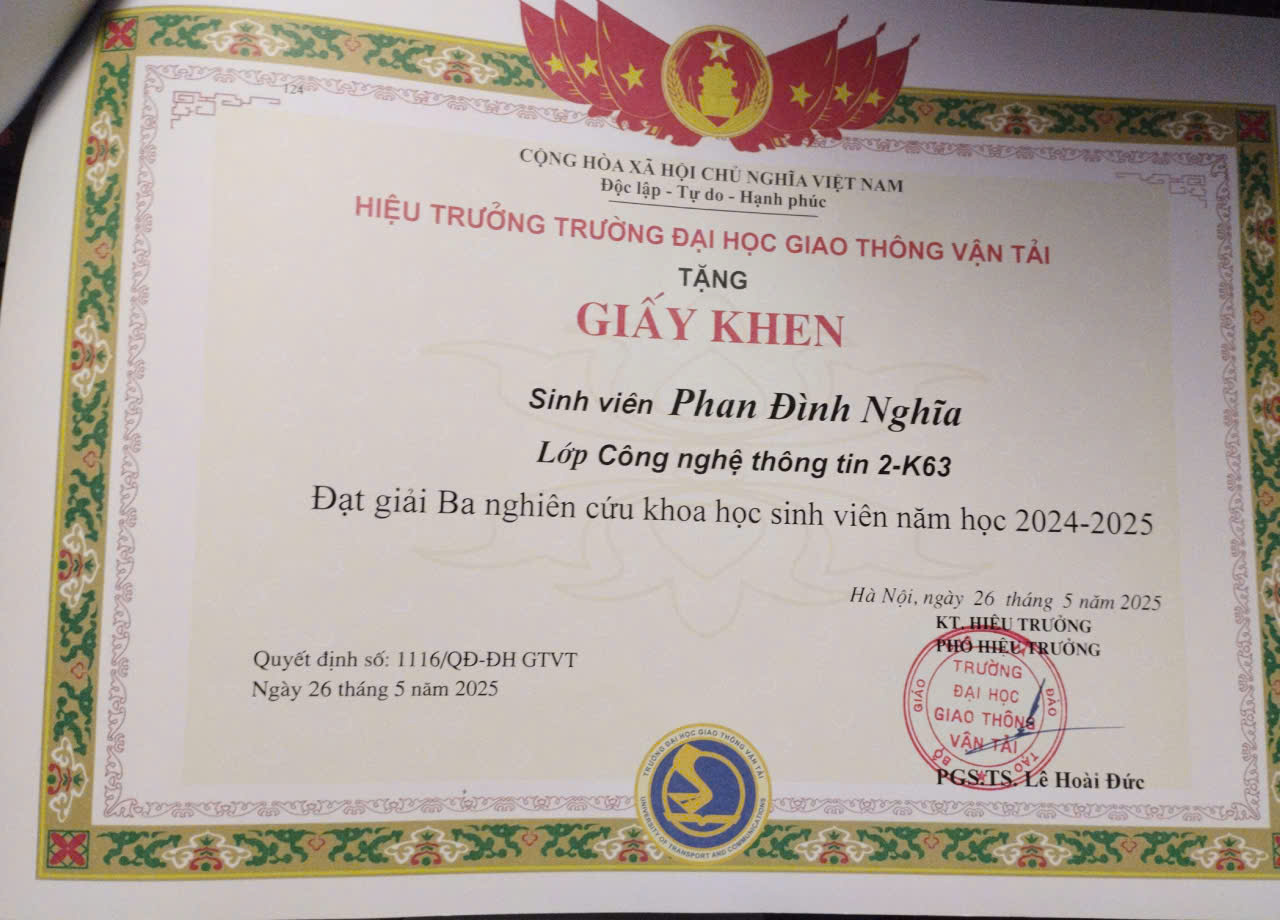 124
CỘNG HÒA XÃ HỘI CHỦ NGHĨA VIỆT NAM
Độc lập - Tự do - Hạnh phúc
HIỆU TRƯỞNG TRƯỜNG ĐẠI HỌC GIAO THÔNG VẬN TẢI
TẶNG
GIẤY KHEN
Sinh viên Phan Đình Nghĩa
Lớp Công nghệ thông tin 2-K63
Đạt giải Ba nghiên cứu khoa học sinh viên năm học 2024-2025
Hà Nội, ngày 26 tháng 5 năm 2025
KT. HIỆU TRƯỞNG
PHÓ HIỆU TRƯỞNG
Quyết định số: 1116/QĐ-ĐH GTVT
Ngày 26 tháng 5 năm 2025
BỘ GIÁO DỤC ĐÀO TẠO
TRƯỜNG
ĐẠI HỌC
GIAO THÔNG
VẬN TẢI
PGS.TS. Lê Hoài Đức
TRƯỜNG ĐẠI HỌC GIAO THÔNG VẬN TẢI
UNIVERSITY OF TRANSPORT AND COMMUNICATIONS